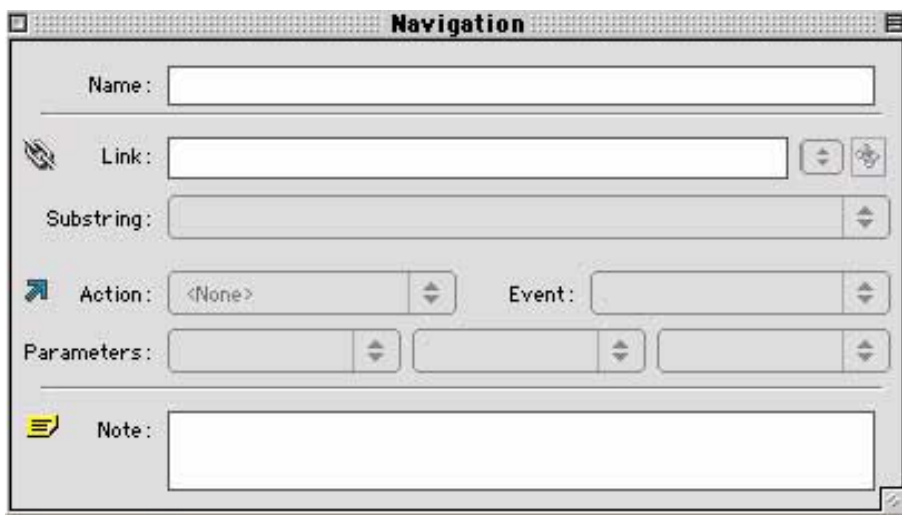 Navigation
Name:
Link:
Substring:
Action: <None> Event:
Parameters:
Note: